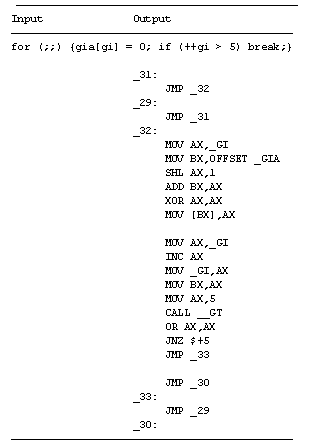 Input Output
for (;;) {gia[gi] = 0; if (++gi > 5) break;}
_31:
JMP _32
_29:
JMP _31
_32:
MOV AX,_GI
MOV BX,OFFSET _GIA
SHL AX,1
ADD BX,AX
XOR AX,AX
MOV [BX],AX
MOV AX,_GI
INC AX
MOV _GI,AX
MOV BX,AX
MOV AX,5
CALL __GT
OR AX,AX
JNZ $+5
JMP _33
JMP _30
_33:
JMP _29
_30: